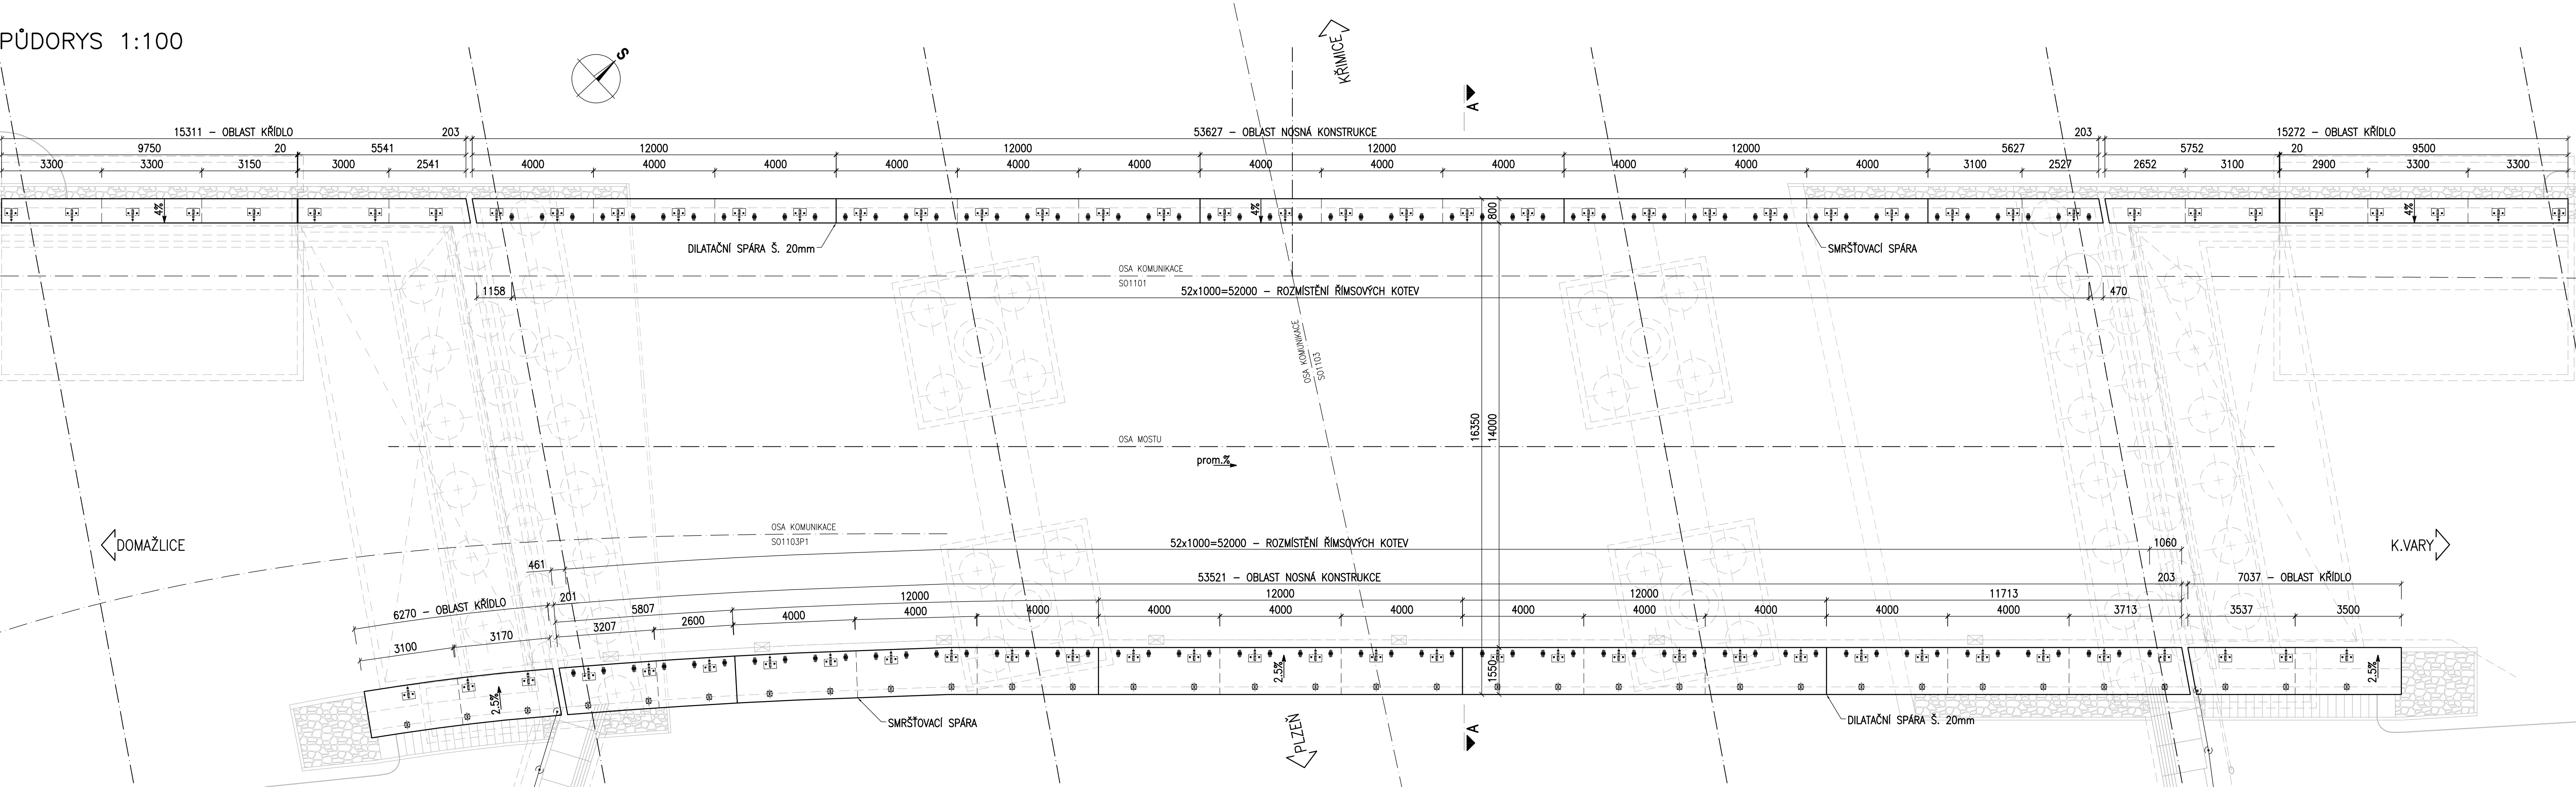 PŮDORYS 1:100
S
KŘIMICE
A
15311 – OBLAST KŘÍDLO
203
53627 – OBLAST NOSNÁ KONSTRUKCE
203
15272 – OBLAST KŘÍDLO
9750
20
5541
12000
12000
12000
12000
5627
5752
20
9500
3300
3300
3150
3000
2541
4000
4000
4000
4000
4000
4000
4000
4000
4000
4000
4000
4000
3100
2527
2652
3100
2900
3300
3300
4%
4%
800
4%
DILATAČNÍ SPÁRA Š. 20mm
SMRŠŤOVACÍ SPÁRA
OSA KOMUNIKACE
SO1101
1158
52x1000=52000 – ROZMÍSTĚNÍ ŘÍMSOVÝCH KOTEV
470
OSA KOMUNIKACE
SO1103
16350
14000
OSA MOSTU
prom.%
OSA KOMUNIKACE
SO1103P1
DOMAŽLICE
K.VARY
52x1000=52000 – ROZMÍSTĚNÍ ŘÍMSOVÝCH KOTEV
1060
461
53521 – OBLAST NOSNÁ KONSTRUKCE
203
7037 – OBLAST KŘÍDLO
6270 – OBLAST KŘÍDLO
201
5807
12000
12000
12000
11713
3100
3170
3207
2600
4000
4000
4000
4000
4000
4000
4000
4000
4000
4000
4000
3713
3537
3500
2.5%
2.5%
1550
2.5%
SMRŠŤOVACÍ SPÁRA
DILATAČNÍ SPÁRA Š. 20mm
PLZEŇ
A